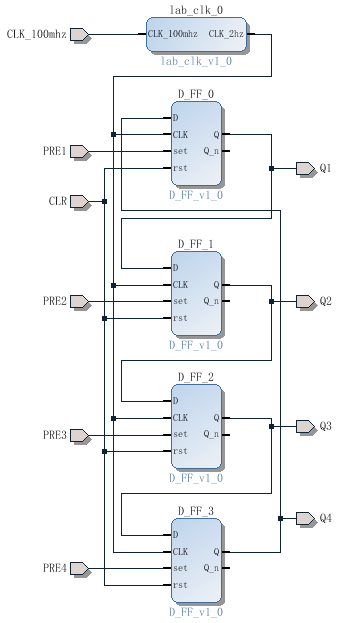 lab_clk_0
CLK_100mhz
CLK_100mhz CLK_2hz
lab_clk_v1_0
D_FF_0
D
CLK Q
PRE1
set Q_n
rst
Q1
CLR
D_FF_v1_0
D_FF_1
D
CLK Q
PRE2
set Q_n
Q2
rst
D_FF_v1_0
D_FF_2
D
CLK Q
Q3
PRE3
set Q_n
rst
D_FF_v1_0
D_FF_3
Q4
D
CLK Q
PRE4
set Q_n
rst
D_FF_v1_0